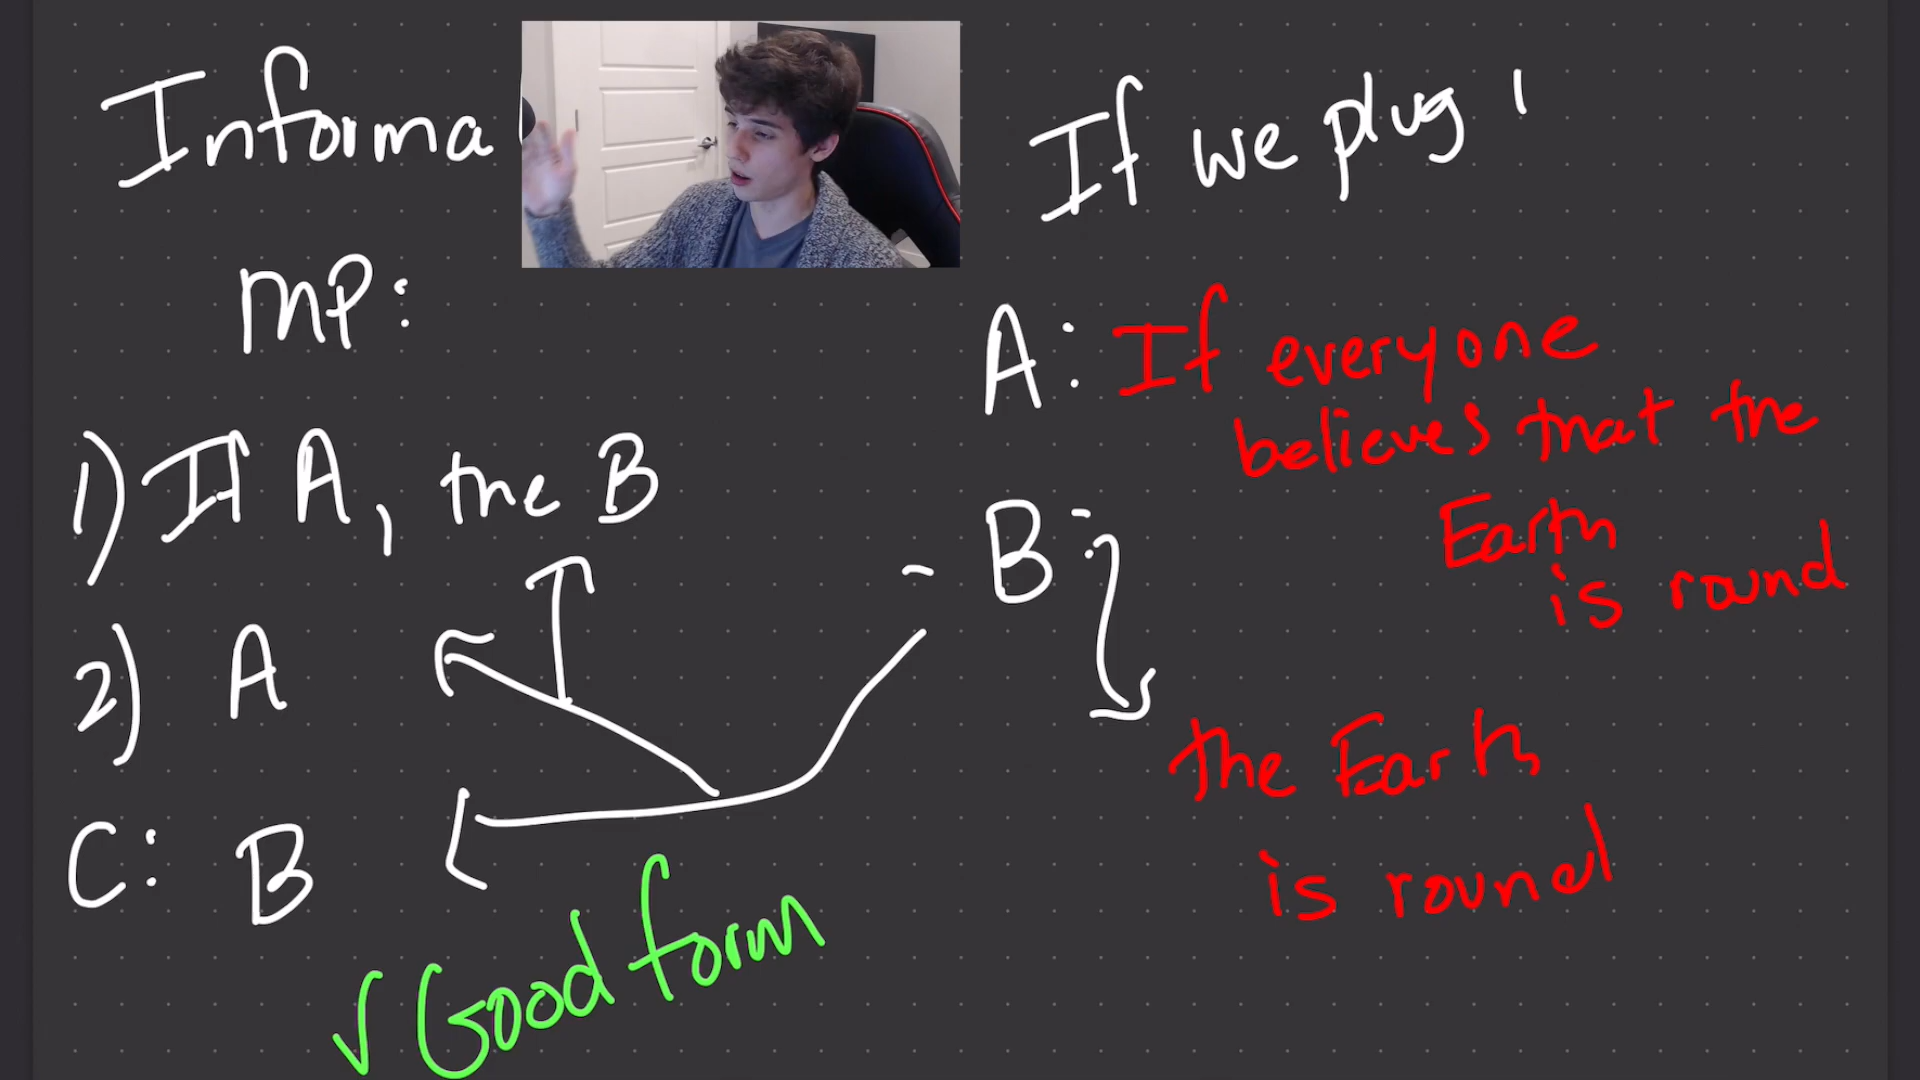 Informa
MP:
1) If A, the B
2) A
C: B
√ Good form
If we plug i
A: If everyone
believes that the
Earth
is round
B:
the Earth
is round